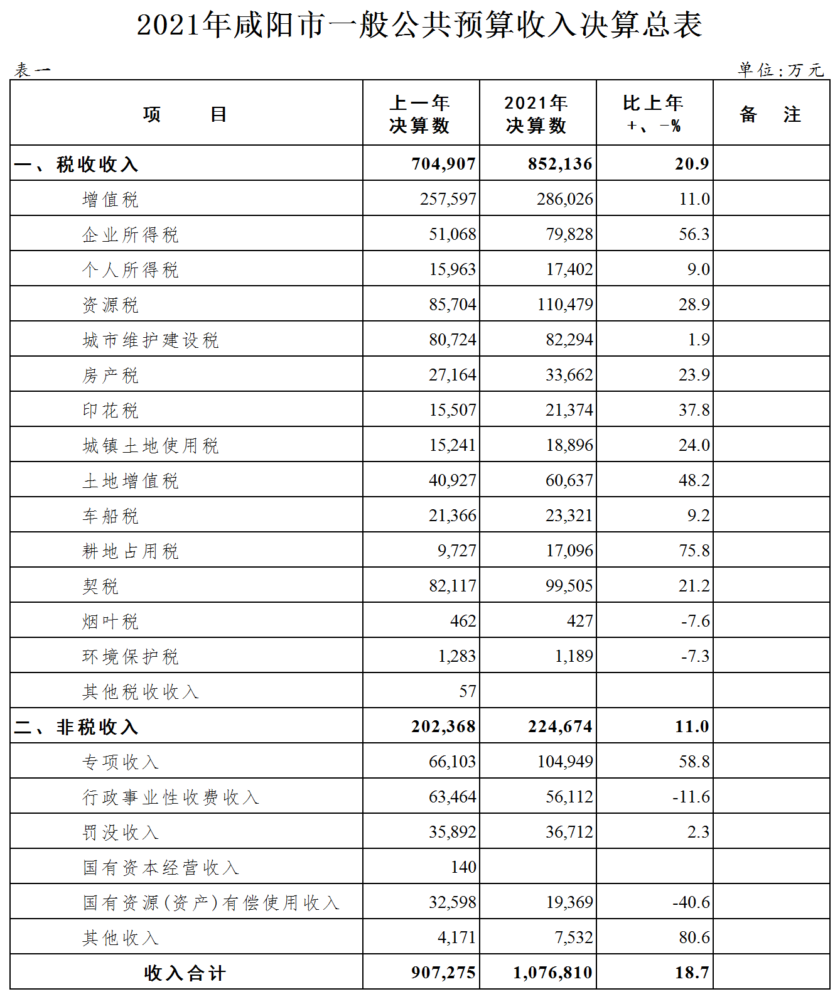 2021年咸阳市一般公共预算收入决算总表
表一 单位:万元
项 目 上一年决算数 2021年决算数 比上年+、-% 备 注
一、税收收入 704,907 852,136 20.9
增值税 257,597 286,026 11.0
企业所得税 51,068 79,828 56.3
个人所得税 15,963 17,402 9.0
资源税 85,704 110,479 28.9
城市维护建设税 80,724 82,294 1.9
房产税 27,164 33,662 23.9
印花税 15,507 21,374 37.8
城镇土地使用税 15,241 18,896 24.0
土地增值税 40,927 60,637 48.2
车船税 21,366 23,321 9.2
耕地占用税 9,727 17,096 75.8
契税 82,117 99,505 21.2
烟叶税 462 427 -7.6
环境保护税 1,283 1,189 -7.3
其他税收收入 57
二、非税收入 202,368 224,674 11.0
专项收入 66,103 104,949 58.8
行政事业性收费收入 63,464 56,112 -11.6
罚没收入 35,892 36,712 2.3
国有资本经营收入 140
国有资源(资产)有偿使用收入 32,598 19,369 -40.6
其他收入 4,171 7,532 80.6
收入合计 907,275 1,076,810 18.7